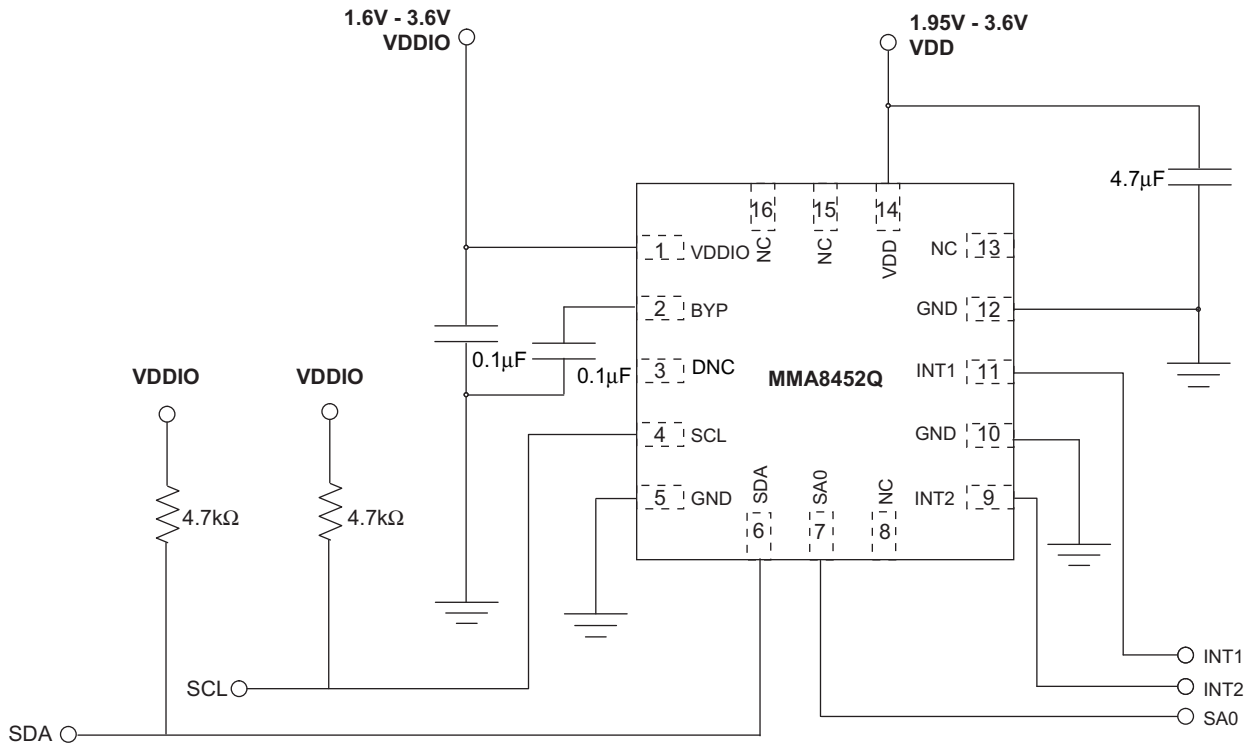 1.6V - 3.6V
VDDIO
1.95V - 3.6V
VDD
4.7μF
16
15
14
NC
NC
VDD
1
VDDIO
NC
13
2
BYP
GND
12
0.1μF
0.1μF
3
DNC
MMA8452Q
INT1
11
VDDIO
VDDIO
4
SCL
GND
10
5
GND
SDA
SA0
NC
INT2
9
6
7
8
4.7kΩ
4.7kΩ
INT1
SCL
INT2
SA0
SDA